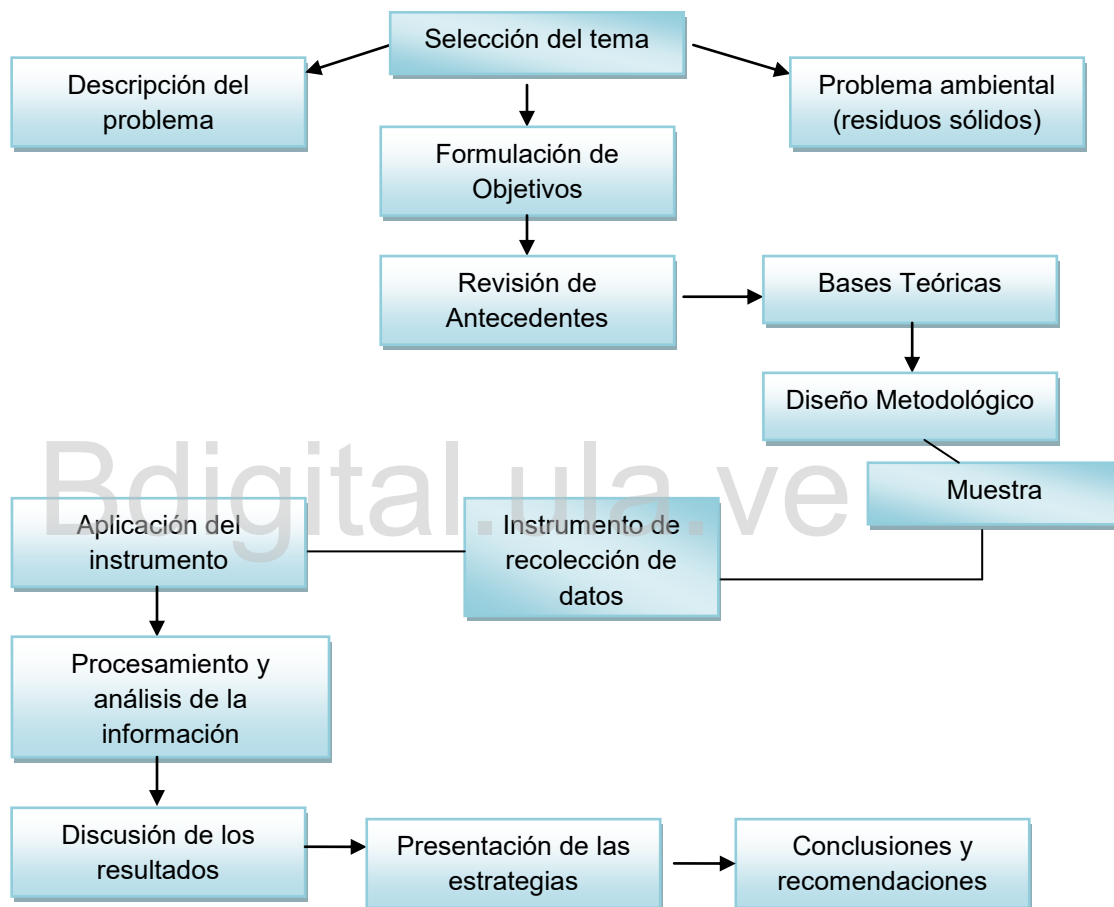 Selección del tema
Descripción del
problema
Problema ambiental
(residuos sólidos)
Formulación de
Objetivos
Revisión de
Antecedentes
Bases Teóricas
Diseño Metodológico
Muestra
Instrumento de
recolección de
datos
Aplicación del
instrumento
Bdigital.ula.ve
Procesamiento y
análisis de la
información
Discusión de los
resultados
Presentación de las
estrategias
Conclusiones y
recomendaciones